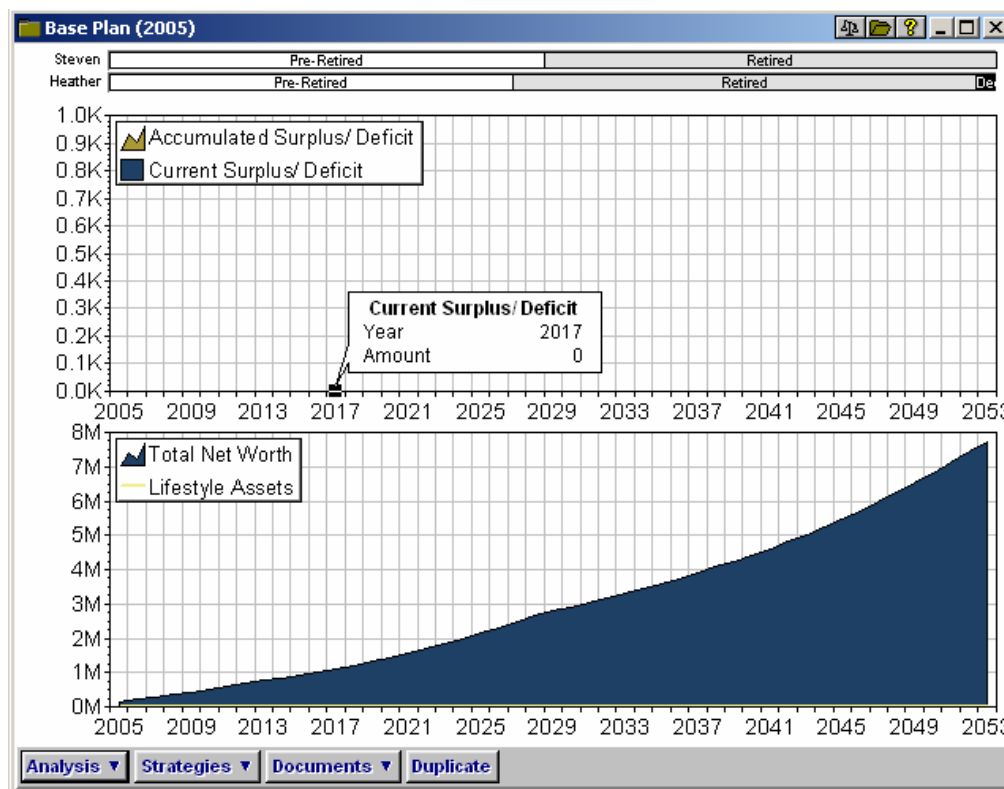 Base Plan (2005)
Steven Pre-Retired Retired
Heather Pre-Retired Retired
1.0K
0.9K
0.8K
0.7K
0.6K
0.5K
0.4K
0.3K
0.2K
0.1K
0.0K
Accumulated Surplus/ Deficit
Current Surplus/ Deficit
Current Surplus/ Deficit
Year 2017
Amount 0
2005 2009 2013 2017 2021 2025 2029 2033 2037 2041 2045 2049 2053
8M
7M
6M
5M
4M
3M
2M
1M
0M
Total Net Worth
Lifestyle Assets
2005 2009 2013 2017 2021 2025 2029 2033 2037 2041 2045 2049 2053
Analysis ▼ Strategies ▼ Documents ▼ Duplicate